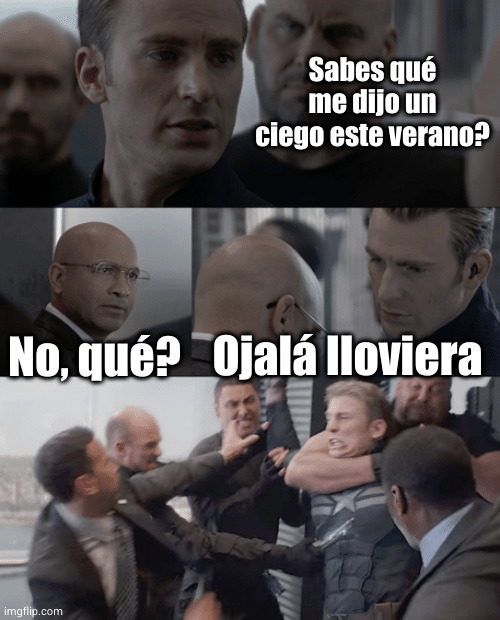 Sabes qué
me dijo un
ciego este verano?
No, qué?
Ojalá lloviera
imgflip.com